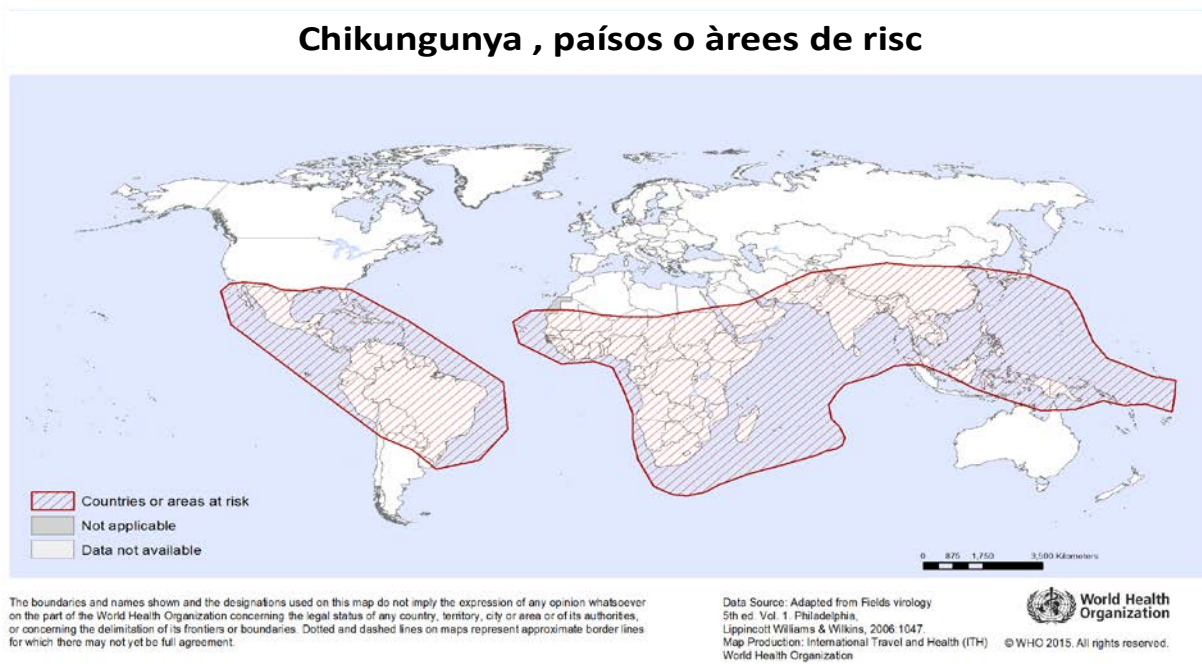 Chikungunya , països o àrees de risc
Countries or areas at risk
Not applicable
Data not available
0 875 1,750 3,500 Kilometers
The boundaries and names shown and the designations used on this map do not imply the expression of any opinion whatsoever
on the part of the World Health Organization concerning the legal status of any country, territory, city or area or of its authorities,
or concerning the delimitation of its frontiers or boundaries. Dotted and dashed lines on maps represent approximate border lines
for which there may not yet be full agreement.
Data Source: Adapted from Fields virology
5th ed. Vol. 1. Philadelphia,
Lippincott Williams & Wilkins, 2006:1047.
Map Production: International Travel and Health (ITH)
World Health Organization
World Health
Organization
© WHO 2015. All rights reserved.